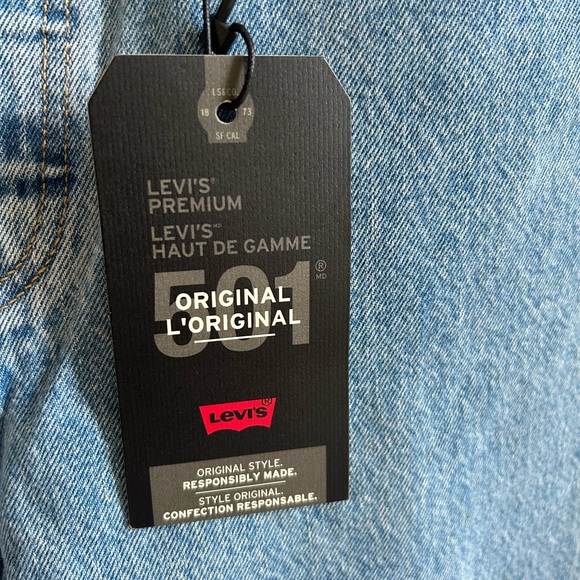 LS&CO.
18 73
SF CAL
LEVI'S®
PREMIUM
LEVI'S MD
HAUT DE GAMME
501® MD
ORIGINAL
L'ORIGINAL
Levi's®
ORIGINAL STYLE.
RESPONSIBLY MADE.
STYLE ORIGINAL.
CONFECTION RESPONSABLE.